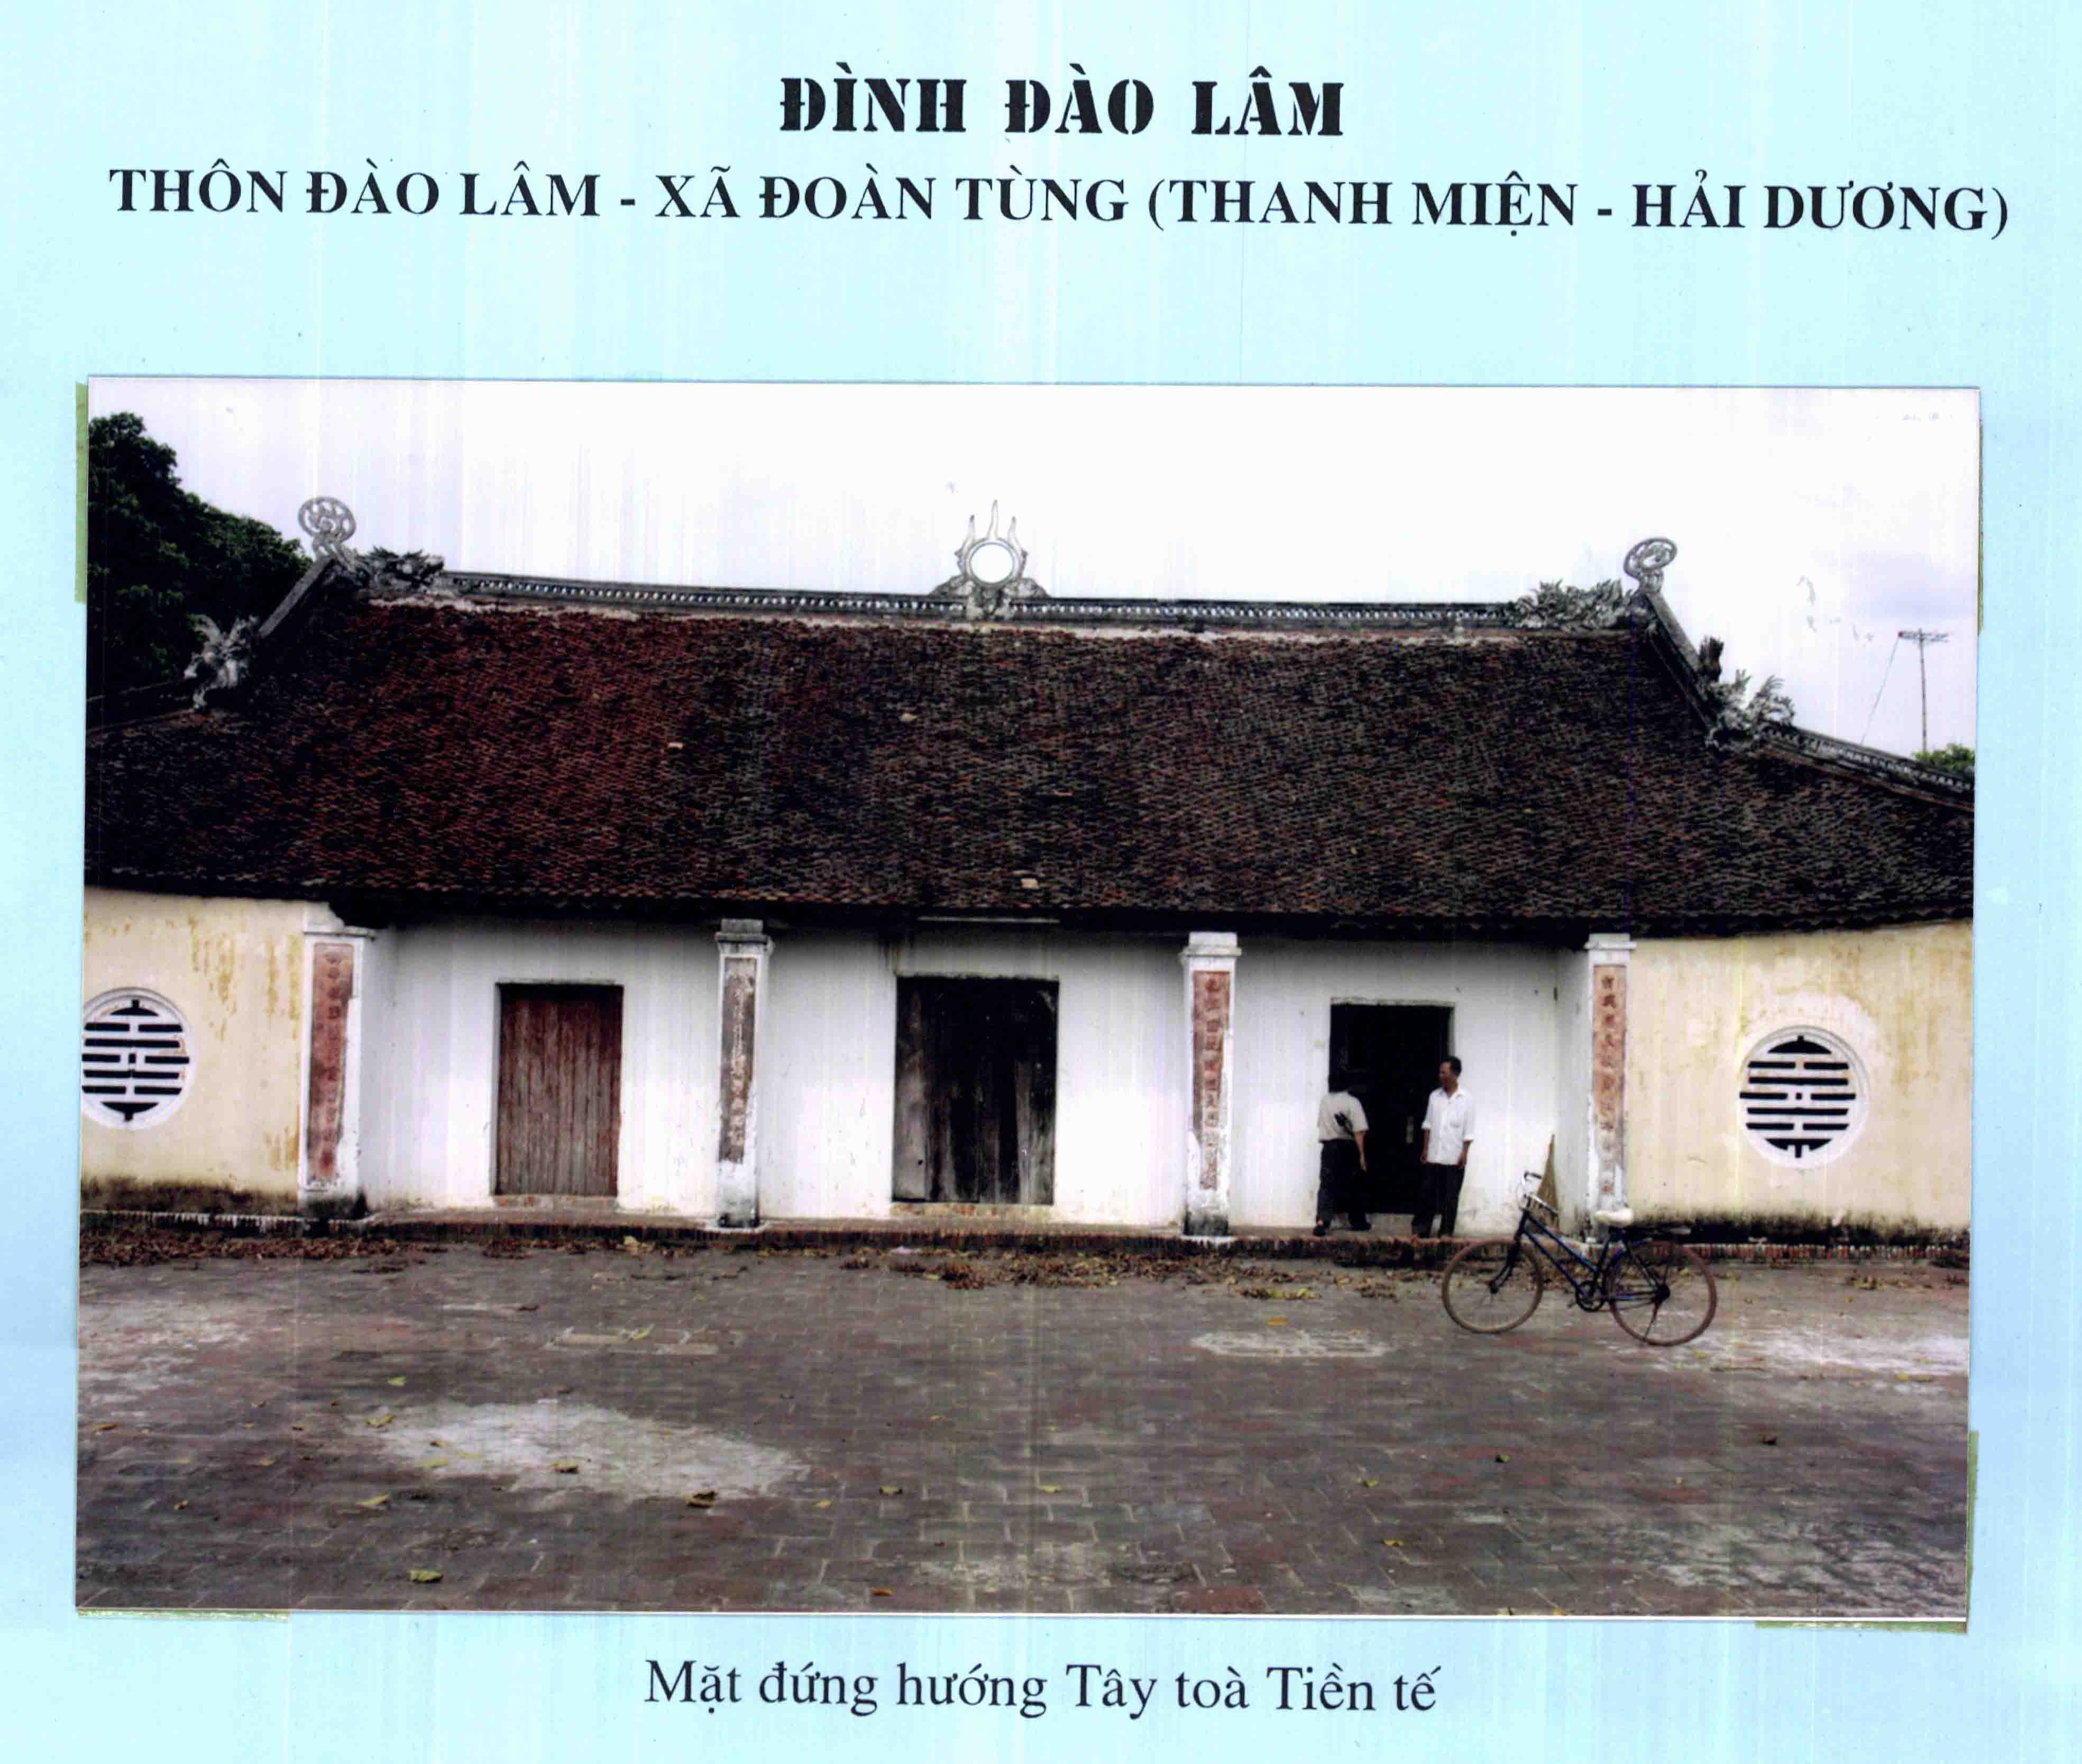 ĐÌNH ĐÀO LÂM
THÔN ĐÀO LÂM - XÃ ĐOÀN TÙNG (THANH MIỆN - HẢI DƯƠNG)
Mặt đứng hướng Tây toà Tiền tế